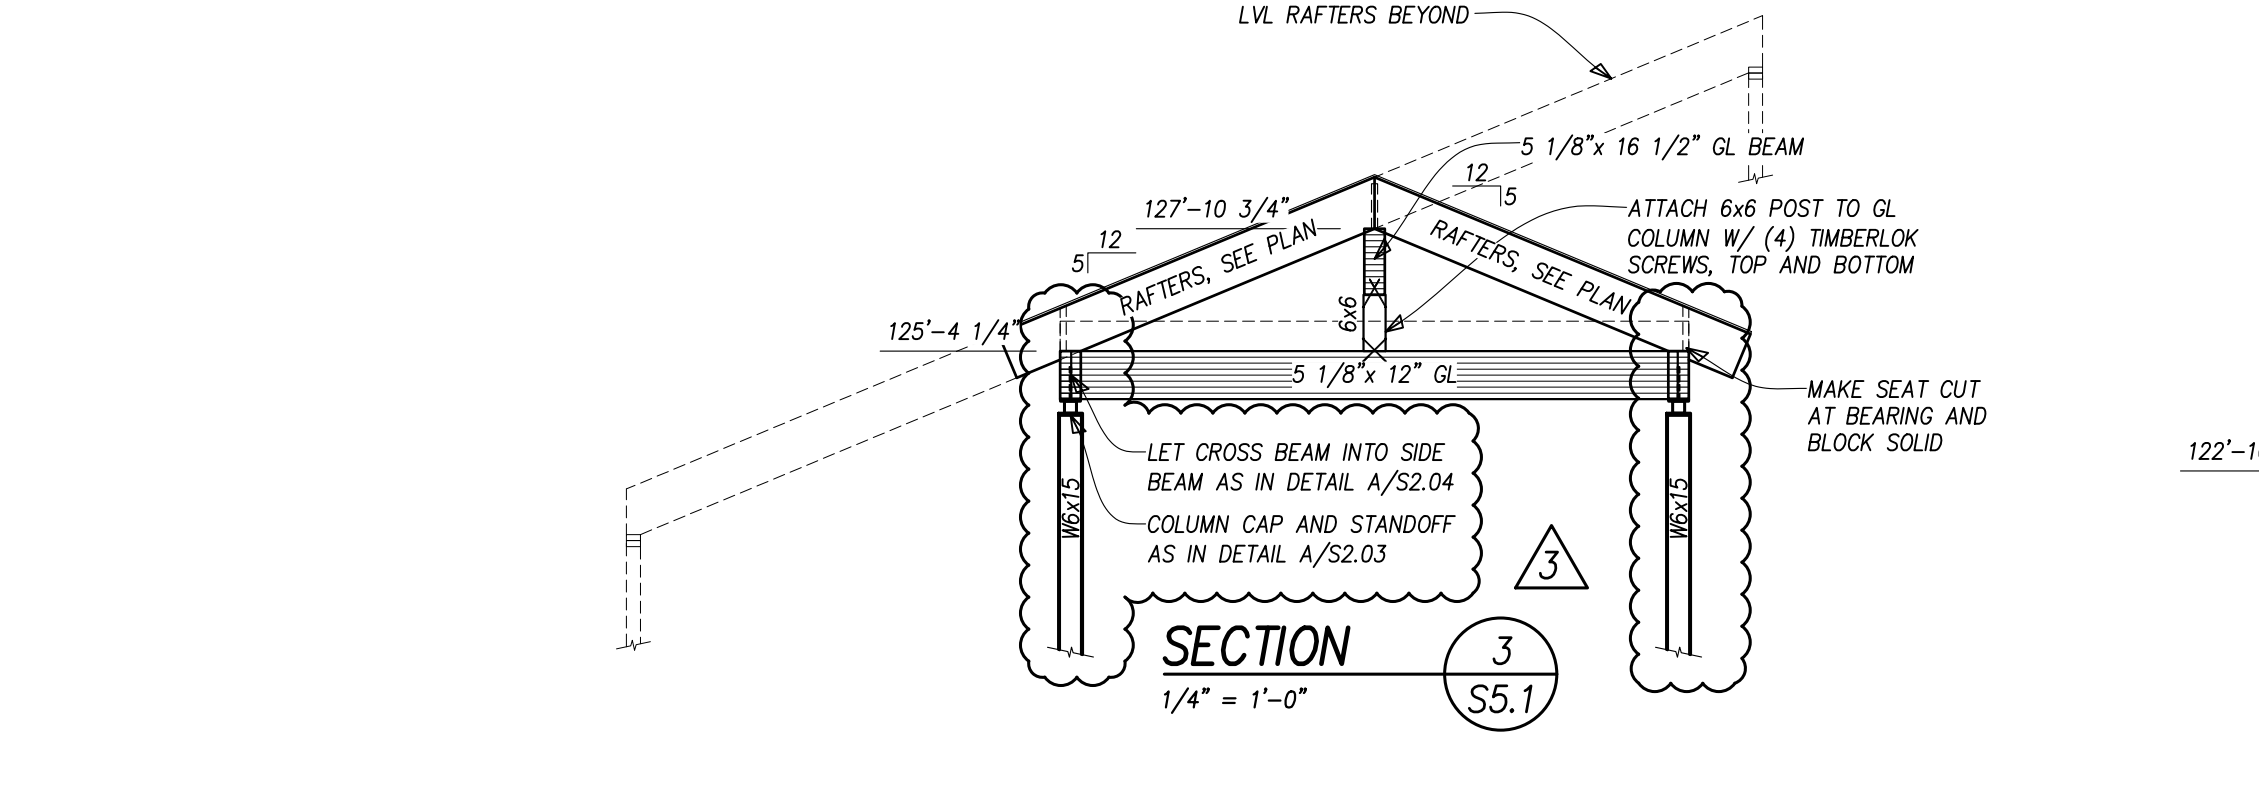 LVL RAFTERS BEYOND
5 1/8"x 16 1/2" GL BEAM
12
5
127'-10 3/4"
ATTACH 6x6 POST TO GL
COLUMN W/ (4) TIMBERLOK
SCREWS, TOP AND BOTTOM
12
5
RAFTERS, SEE PLAN
RAFTERS, SEE PLAN
6x6
125'-4 1/4"
5 1/8"x 12" GL
MAKE SEAT CUT
AT BEARING AND
BLOCK SOLID
LET CROSS BEAM INTO SIDE
BEAM AS IN DETAIL A/S2.04
COLUMN CAP AND STANDOFF
AS IN DETAIL A/S2.03
W6x15
W6x15
3
SECTION
1/4" = 1'-0"
3
S5.1